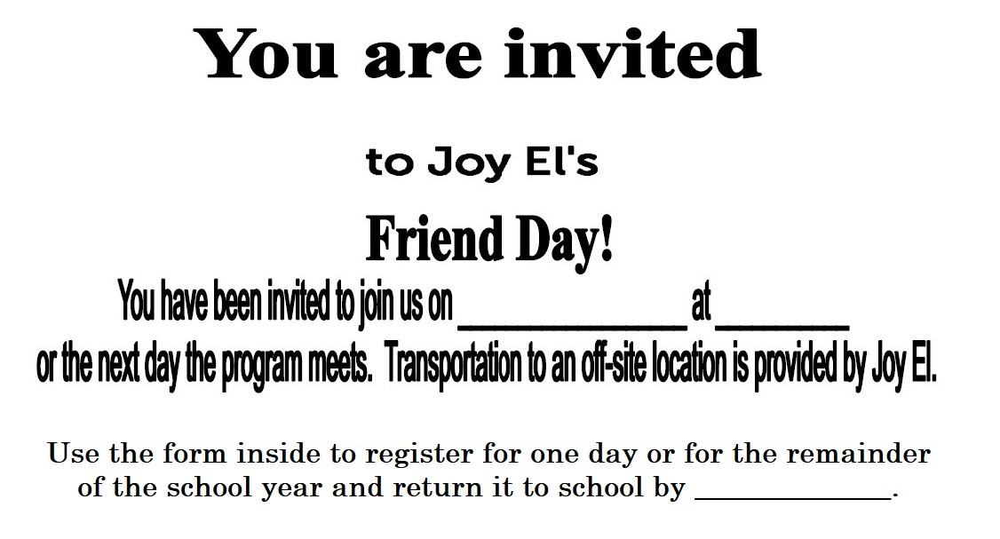 You are invited
to Joy El's
Friend Day!
You have been invited to join us on _________________ at __________
or the next day the program meets.  Transportation to an off-site location is provided by Joy El.
Use the form inside to register for one day or for the remainder
of the school year and return it to school by ______________.